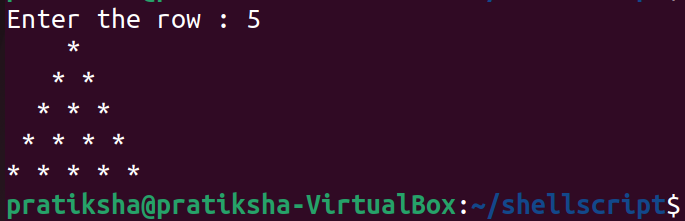 Enter the row : 5
    *
   * *
  * * *
 * * * *
* * * * *
pratiksha@pratiksha-VirtualBox:~/shellscript$